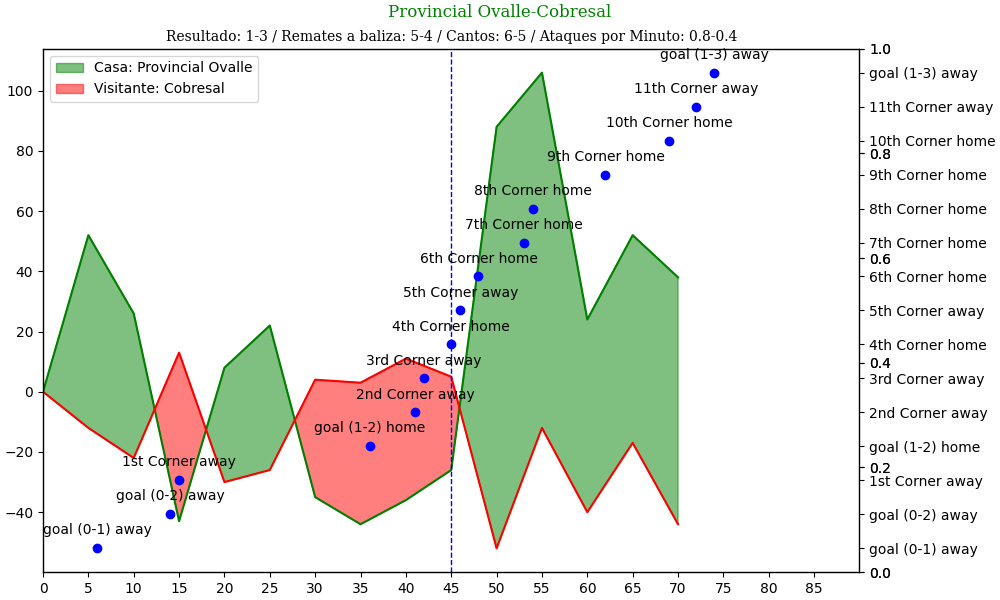 Provincial Ovalle-Cobresal
Resultado: 1-3 / Remates a baliza: 5-4 / Cantos: 6-5 / Ataques por Minuto: 0.8-0.4
Casa: Provincial Ovalle
Visitante: Cobresal
goal (1-3) away
11th Corner away
10th Corner home
9th Corner home
8th Corner home
7th Corner home
6th Corner home
5th Corner away
4th Corner home
3rd Corner away
2nd Corner away
goal (1-2) home
1st Corner away
goal (0-2) away
goal (0-1) away
100
80
60
40
20
0
−20
−40
0 5 10 15 20 25 30 35 40 45 50 55 60 65 70 75 80 85
1.0
goal (1-3) away
11th Corner away
10th Corner home
0.8
9th Corner home
8th Corner home
7th Corner home
0.6
6th Corner home
5th Corner away
4th Corner home
0.4
3rd Corner away
2nd Corner away
goal (1-2) home
0.2
1st Corner away
goal (0-2) away
goal (0-1) away
0.0